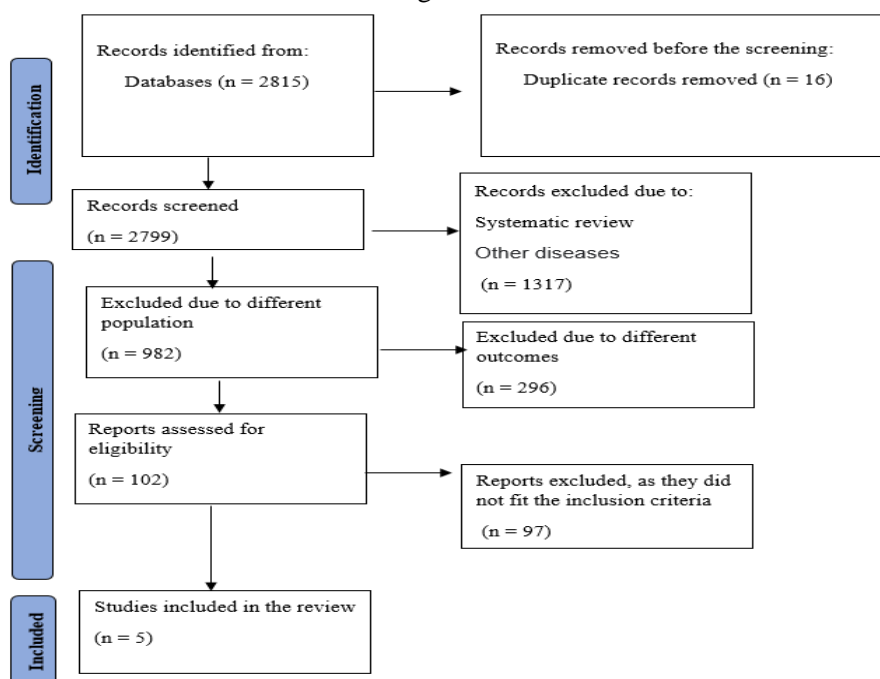 Records identified from:
Databases (n = 2815)
Records removed before the screening:
Duplicate records removed (n = 16)
Identification
Records screened
(n = 2799)
Records excluded due to:
Systematic review
Other diseases
(n = 1317)
Screening
Excluded due to different
population
(n = 982)
Excluded due to different
outcomes
(n = 296)
Reports assessed for
eligibility
(n = 102)
Reports excluded, as they did
not fit the inclusion criteria
(n = 97)
Included
Studies included in the review
(n = 5)